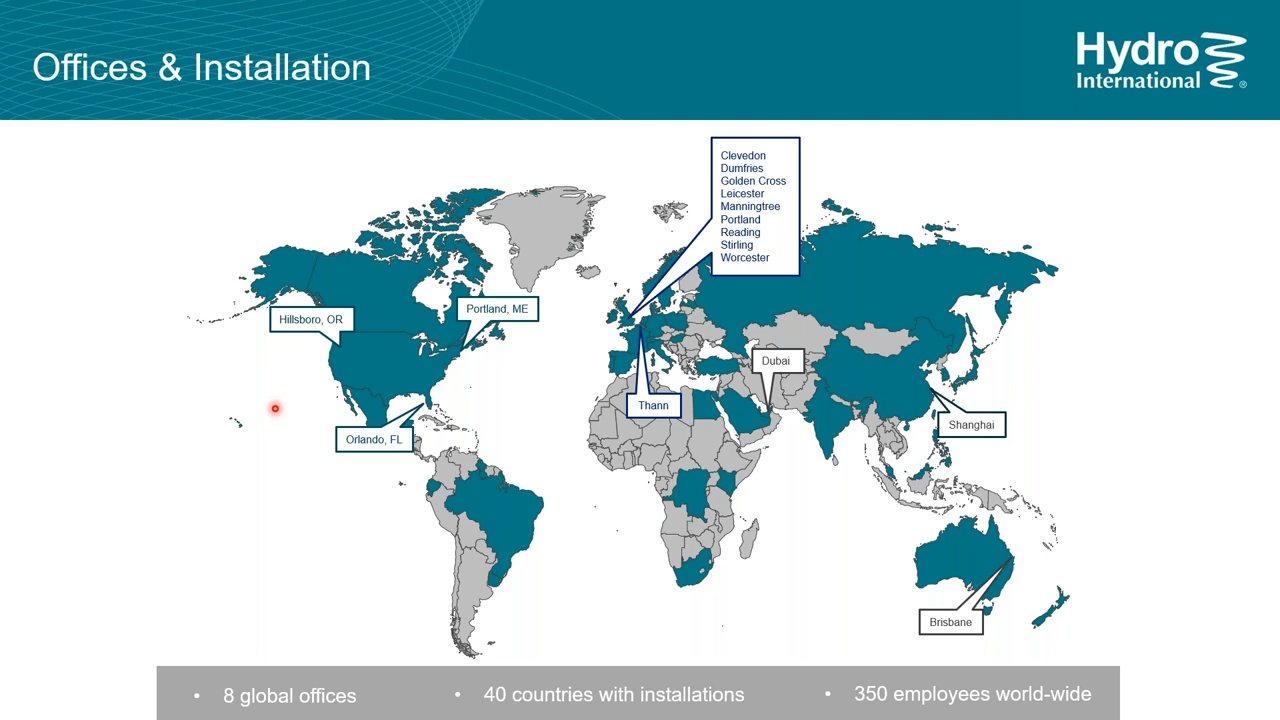 Offices & Installation
Hydro
International
®
Clevedon
Dumfries
Golden Cross
Leicester
Manningtree
Portland
Reading
Stirling
Worcester
Hillsboro, OR
Portland, ME
Dubai
Thann
Orlando, FL
Shanghai
Brisbane
• 8 global offices
• 40 countries with installations
• 350 employees world-wide